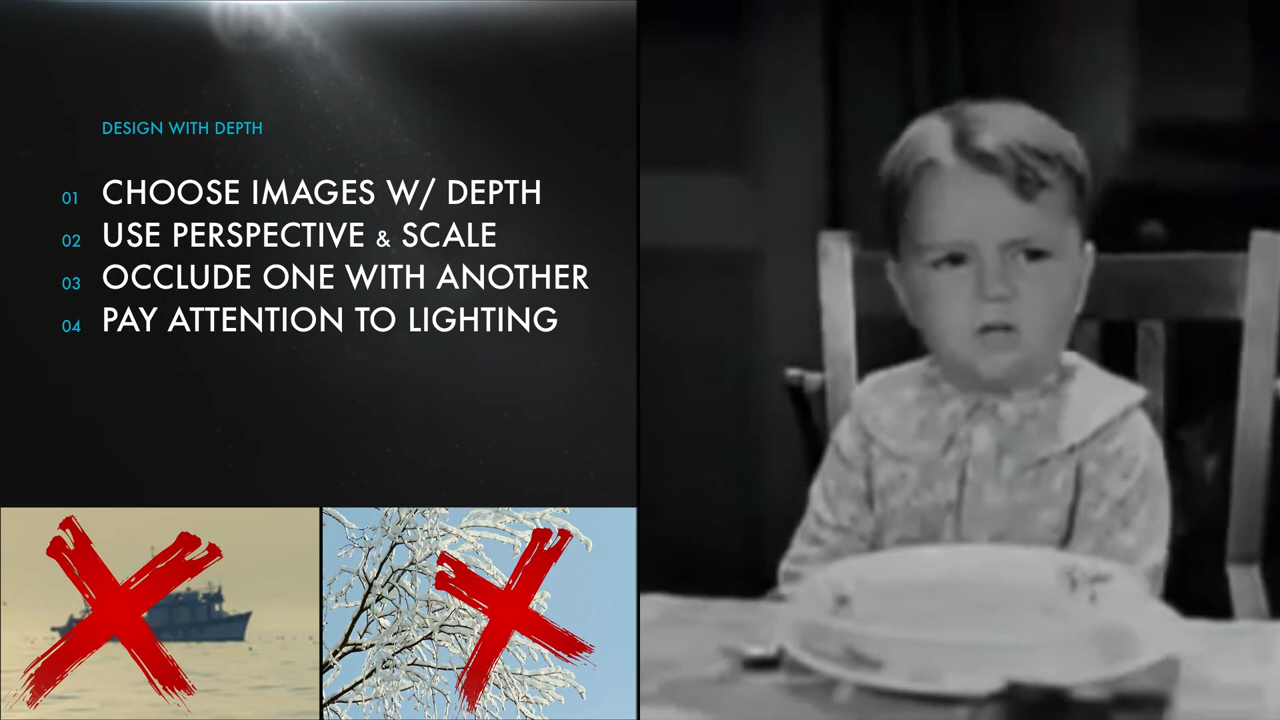 DESIGN WITH DEPTH
01 CHOOSE IMAGES W/ DEPTH
02 USE PERSPECTIVE & SCALE
03 OCCLUDE ONE WITH ANOTHER
04 PAY ATTENTION TO LIGHTING